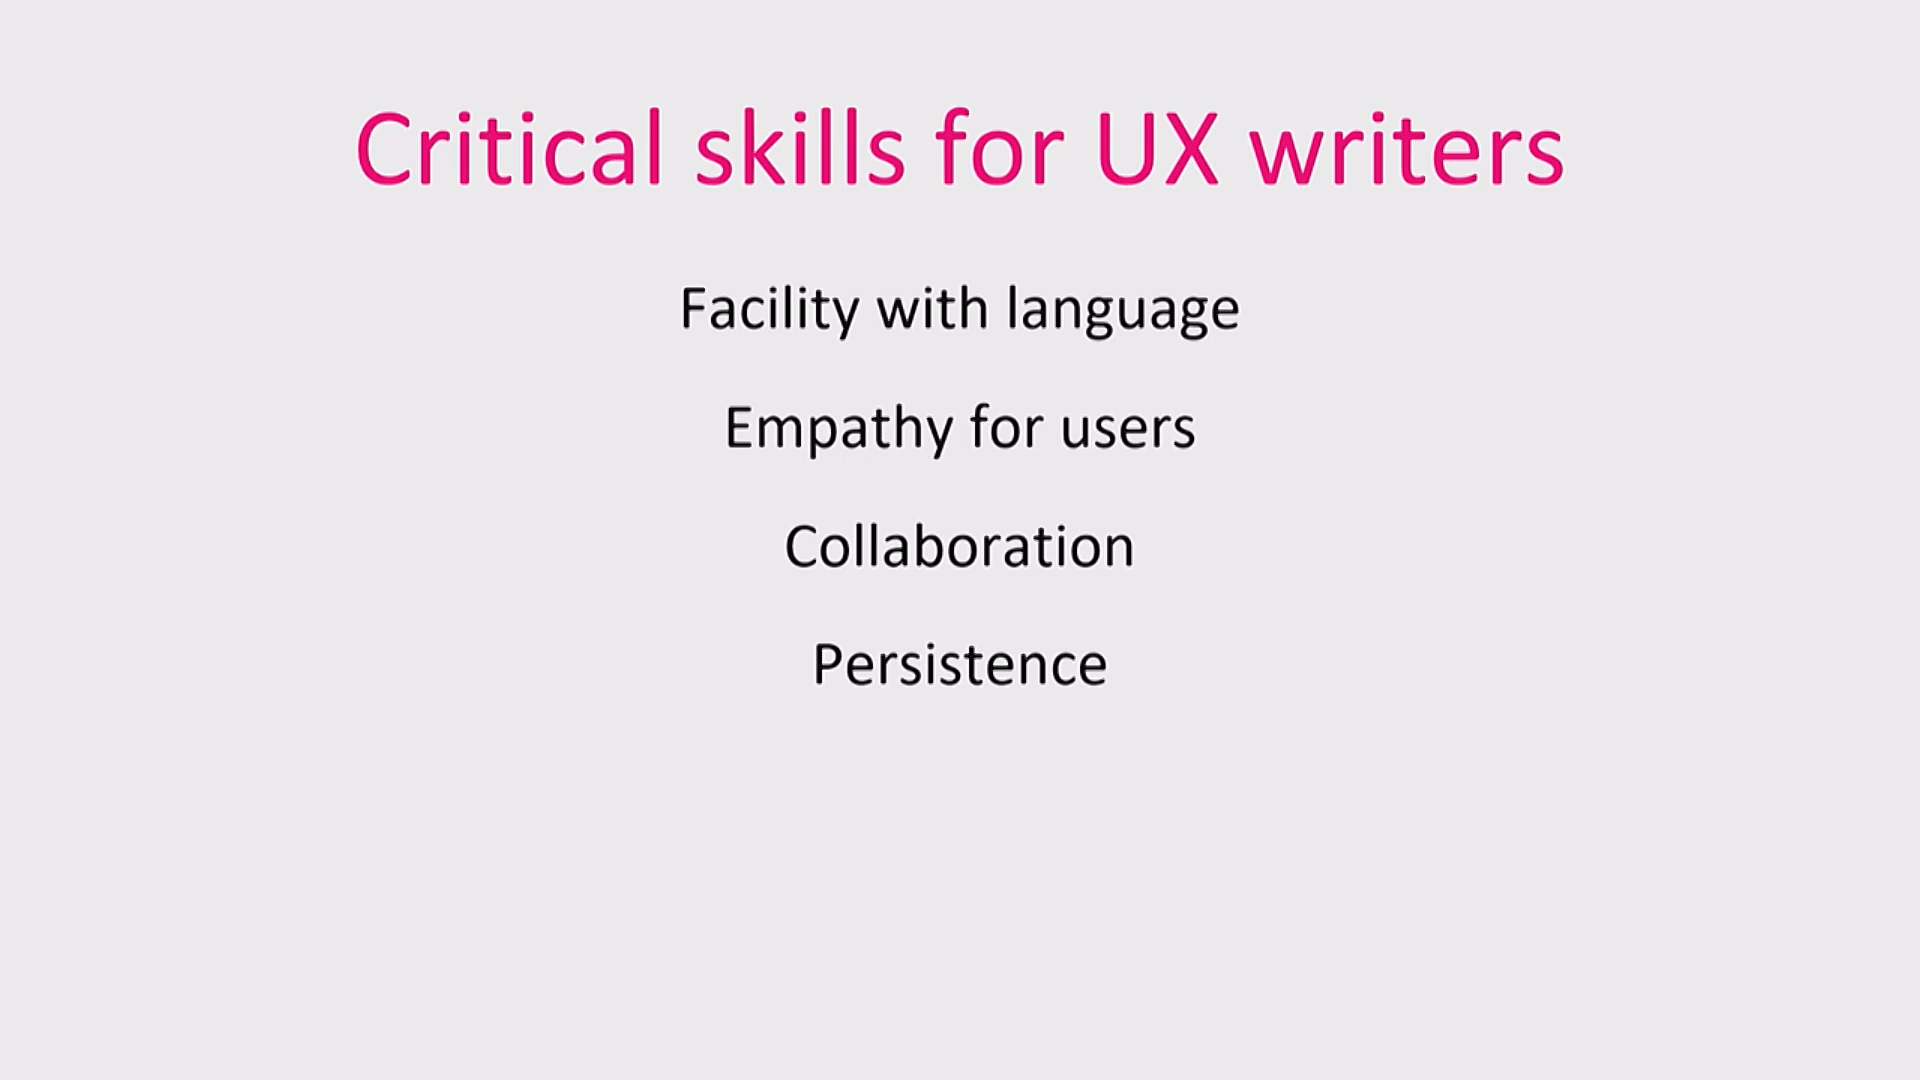 Critical skills for UX writers
Facility with language
Empathy for users
Collaboration
Persistence